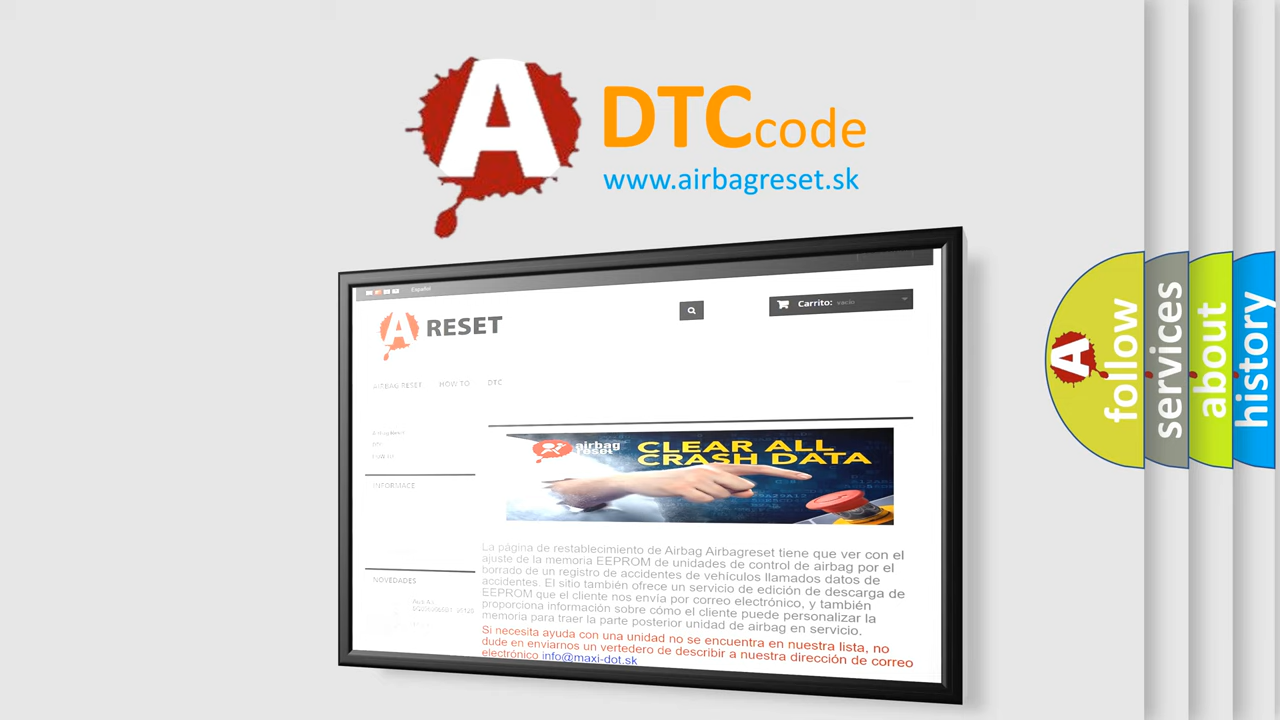 A
DTCcode
www.airbagreset.sk
Español
A RESET
Carrito: vacío
AIRBAG RESET HOW TO DTC
INFORMACE
NOVEDADES
airbag
reset
CLEAR ALL
CRASH DATA
La página de restablecimiento de Airbag Airbagreset tiene que ver con el
ajuste de la memoria EEPROM de unidades de control de airbag por el
borrado de un registro de accidentes de vehículos llamados datos de
accidentes. El sitio también ofrece un servicio de edición de descarga de
EEPROM que el cliente nos envía por correo electrónico, y también
proporciona información sobre cómo el cliente puede personalizar la
memoria para traer la parte posterior unidad de airbag en servicio.
Si necesita ayuda con una unidad no se encuentra en nuestra lista, no
dude en enviarnos un vertedero de describir a nuestra dirección de correo
electrónico info@maxi-dot.sk
A
follow
services
about
history